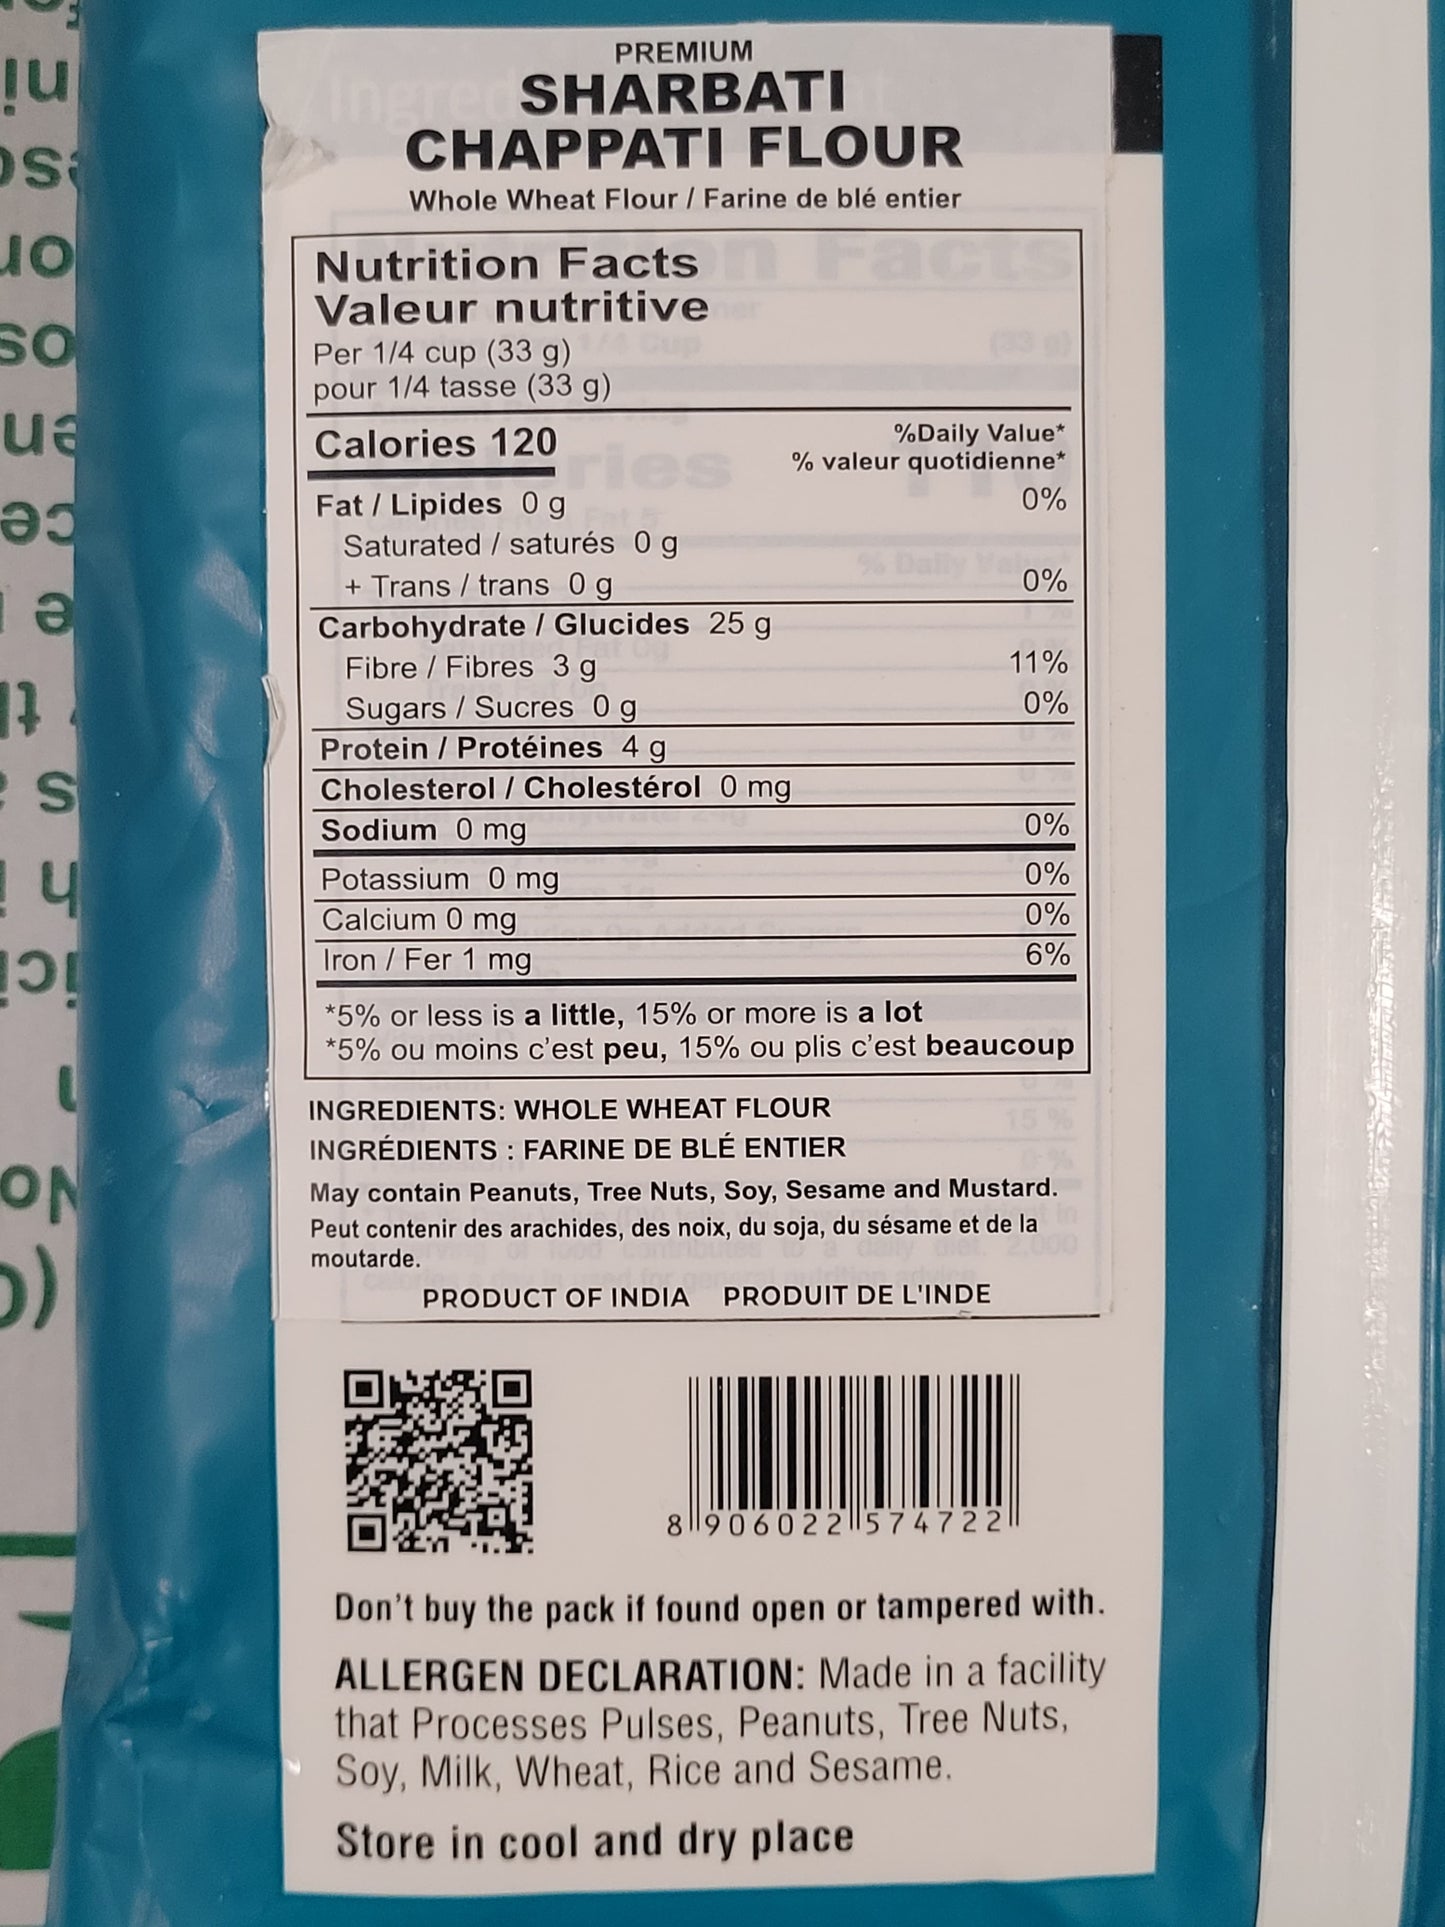 PREMIUM
SHARBATI
CHAPPATI FLOUR
Whole Wheat Flour / Farine de blé entier
Nutrition Facts
Valeur nutritive
Per 1/4 cup (33 g)
pour 1/4 tasse (33 g)
Calories 120
%Daily Value*
% valeur quotidienne*
Fat / Lipides 0 g 0%
Saturated / saturés 0 g
+ Trans / trans 0 g 0%
Carbohydrate / Glucides 25 g
Fibre / Fibres 3 g 11%
Sugars / Sucres 0 g 0%
Protein / Protéines 4 g
Cholesterol / Cholestérol 0 mg
Sodium 0 mg 0%
Potassium 0 mg 0%
Calcium 0 mg 0%
Iron / Fer 1 mg 6%
*5% or less is a little, 15% or more is a lot
*5% ou moins c'est peu, 15% ou plis c'est beaucoup
INGREDIENTS: WHOLE WHEAT FLOUR
INGRÉDIENTS : FARINE DE BLÉ ENTIER
May contain Peanuts, Tree Nuts, Soy, Sesame and Mustard.
Peut contenir des arachides, des noix, du soja, du sésame et de la
moutarde.
PRODUCT OF INDIA PRODUIT DE L'INDE
8 906022 574722
Don't buy the pack if found open or tampered with.
ALLERGEN DECLARATION: Made in a facility
that Processes Pulses, Peanuts, Tree Nuts,
Soy, Milk, Wheat, Rice and Sesame.
Store in cool and dry place